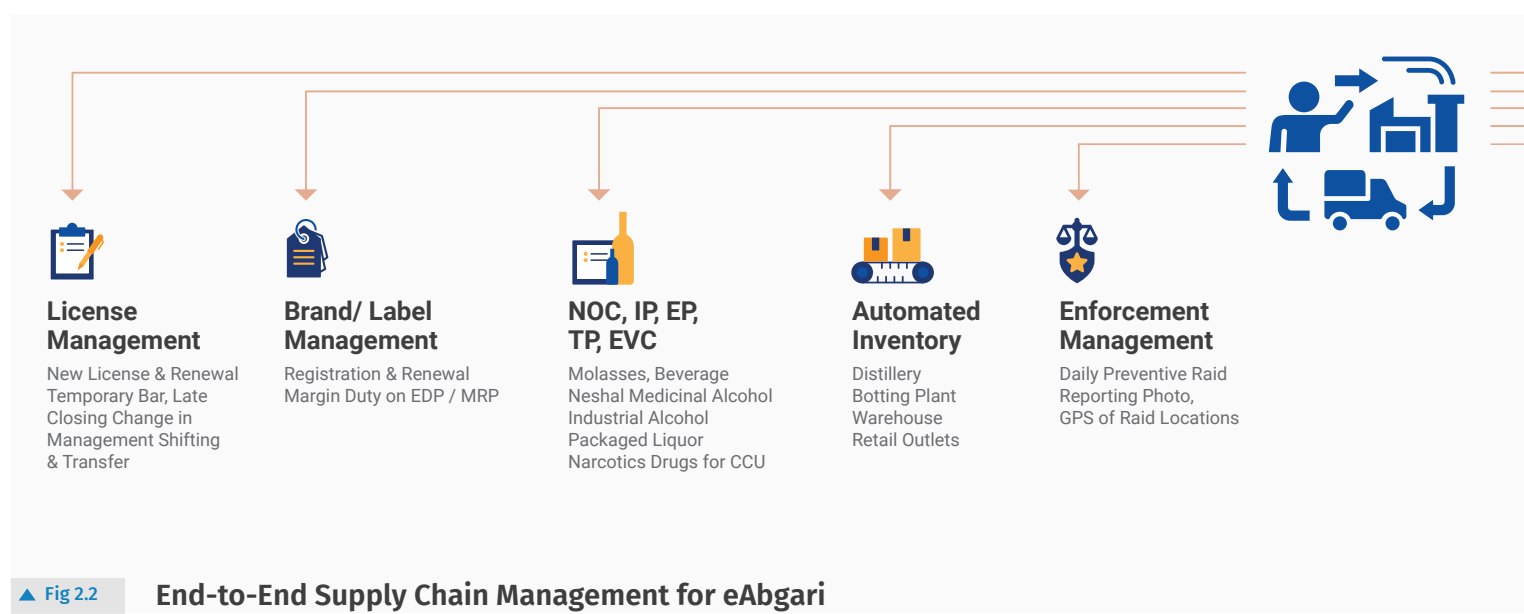 License
Management
New License & Renewal
Temporary Bar, Late
Closing Change in
Management Shifting
& Transfer
Brand/ Label
Management
Registration & Renewal
Margin Duty on EDP / MRP
NOC, IP, EP,
TP, EVC
Molasses, Beverage
Neshal Medicinal Alcohol
Industrial Alcohol
Packaged Liquor
Narcotics Drugs for CCU
Automated
Inventory
Distillery
Botting Plant
Warehouse
Retail Outlets
Enforcement
Management
Daily Preventive Raid
Reporting Photo,
GPS of Raid Locations
Fig 2.2 End-to-End Supply Chain Management for eAbgari